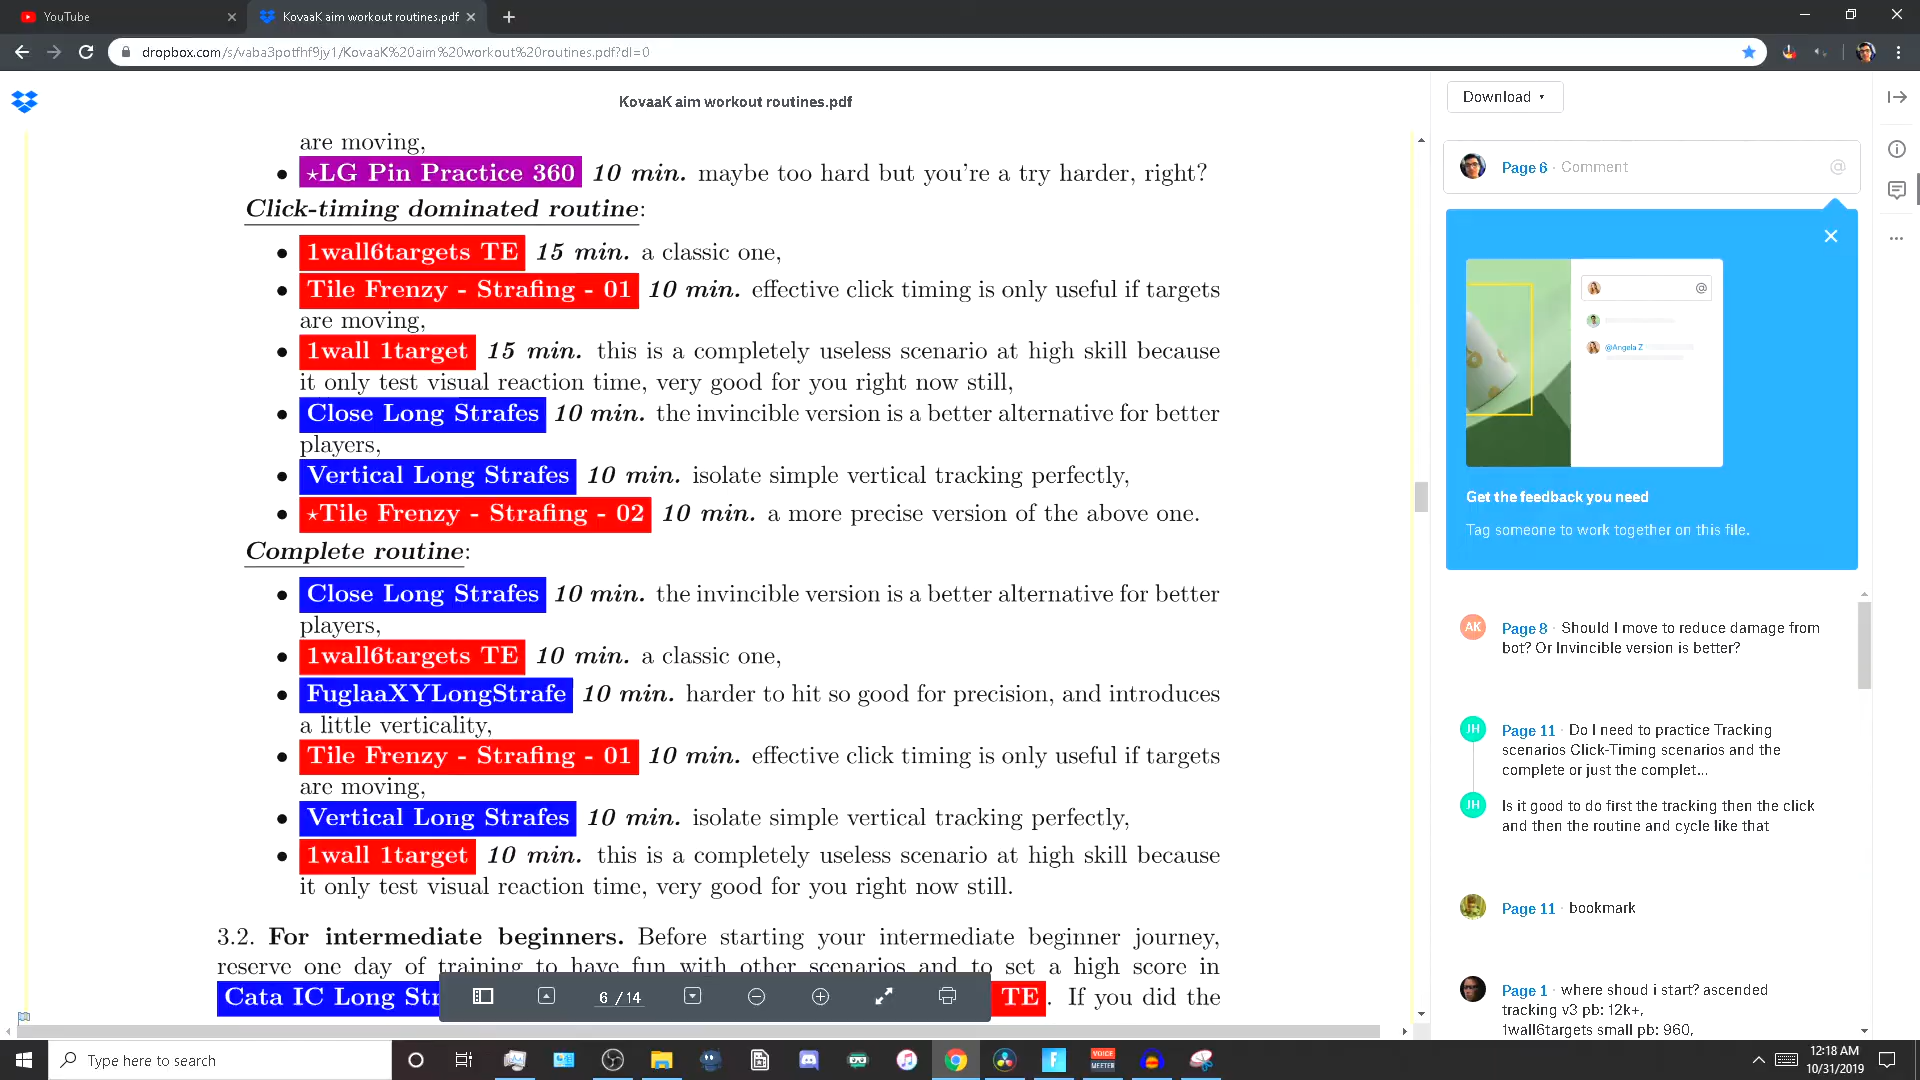 YouTube
KovaaK aim workout routines.pdf
dropbox.com/s/vaba3potfhf9jy1/KovaaK%20aim%20workout%20routines.pdf?dl=0
KovaaK aim workout routines.pdf
are moving,
• ⋆LG Pin Practice 360 10 min. maybe too hard but you're a try harder, right?
Click-timing dominated routine:
• 1wall6targets TE 15 min. a classic one,
• Tile Frenzy - Strafing - 01 10 min. effective click timing is only useful if targets
are moving,
• 1wall 1target 15 min. this is a completely useless scenario at high skill because
it only test visual reaction time, very good for you right now still,
• Close Long Strafes 10 min. the invincible version is a better alternative for better
players,
• Vertical Long Strafes 10 min. isolate simple vertical tracking perfectly,
• ⋆Tile Frenzy - Strafing - 02 10 min. a more precise version of the above one.
Complete routine:
• Close Long Strafes 10 min. the invincible version is a better alternative for better
players,
• 1wall6targets TE 10 min. a classic one,
• FuglaaXYLongStrafe 10 min. harder to hit so good for precision, and introduces
a little verticality,
• Tile Frenzy - Strafing - 01 10 min. effective click timing is only useful if targets
are moving,
• Vertical Long Strafes 10 min. isolate simple vertical tracking perfectly,
• 1wall 1target 10 min. this is a completely useless scenario at high skill because
it only test visual reaction time, very good for you right now still.
3.2. For intermediate beginners. Before starting your intermediate beginner journey,
reserve one day of training to have fun with other scenarios and to set a high score in
Cata IC Long Str TE . If you did the
6 / 14
Download
Page 6 · Comment
@
@
@Angela Z
Get the feedback you need
Tag someone to work together on this file.
AK
Page 8 · Should I move to reduce damage from
bot? Or Invincible version is better?
JH
Page 11 · Do I need to practice Tracking
scenarios Click-Timing scenarios and the
complete or just the complet...
JH
Is it good to do first the tracking then the click
and then the routine and cycle like that
Page 11 · bookmark
Page 1 · where shoud i start? ascended
tracking v3 pb: 12k+,
1wall6targets small pb: 960,
Type here to search
VOICE
MEETER
12:18 AM
10/31/2019